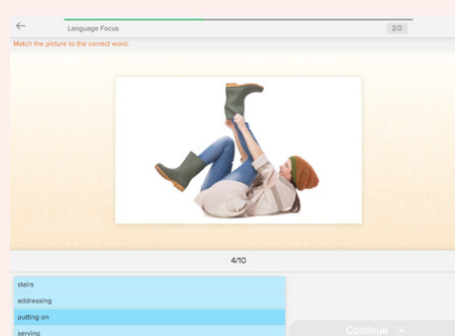 Language Focus
2/2
Match the picture to the correct word.
4/10
stairs
addressing
putting on
serving
Continue